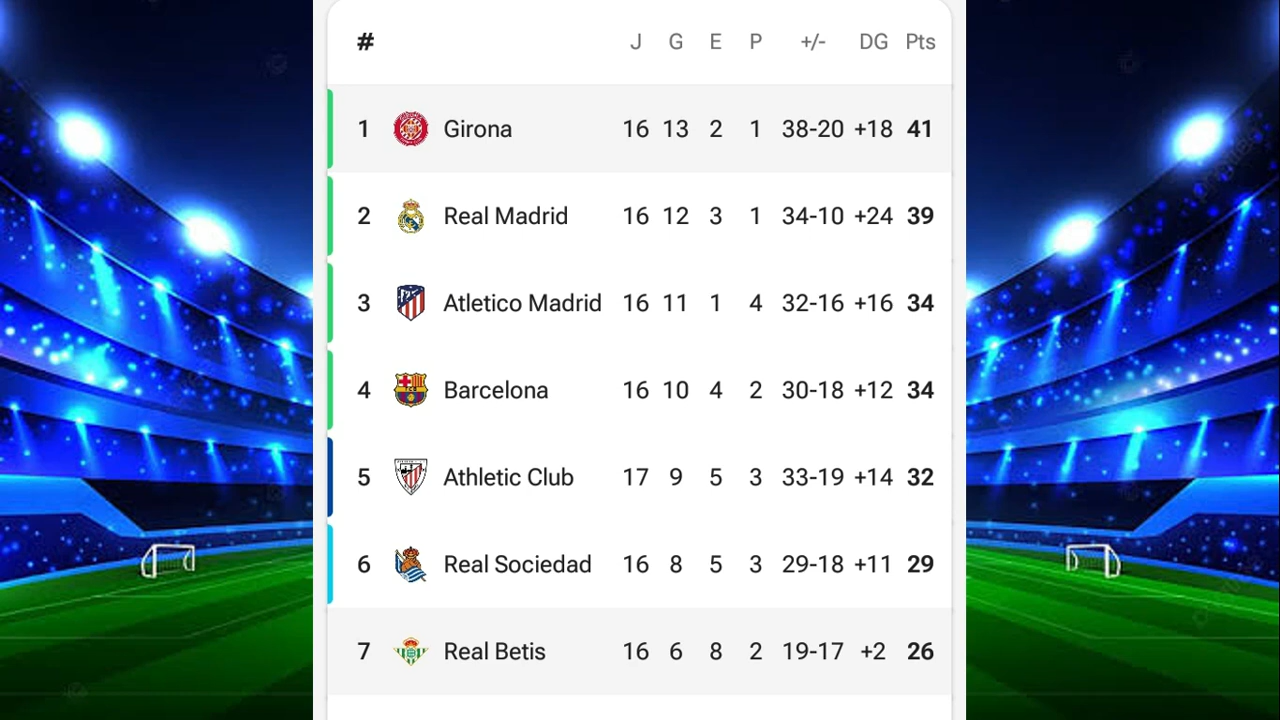 # J G E P +/- DG Pts
1 Girona 16 13 2 1 38-20 +18 41
2 Real Madrid 16 12 3 1 34-10 +24 39
3 Atletico Madrid 16 11 1 4 32-16 +16 34
4 Barcelona 16 10 4 2 30-18 +12 34
5 Athletic Club 17 9 5 3 33-19 +14 32
6 Real Sociedad 16 8 5 3 29-18 +11 29
7 Real Betis 16 6 8 2 19-17 +2 26